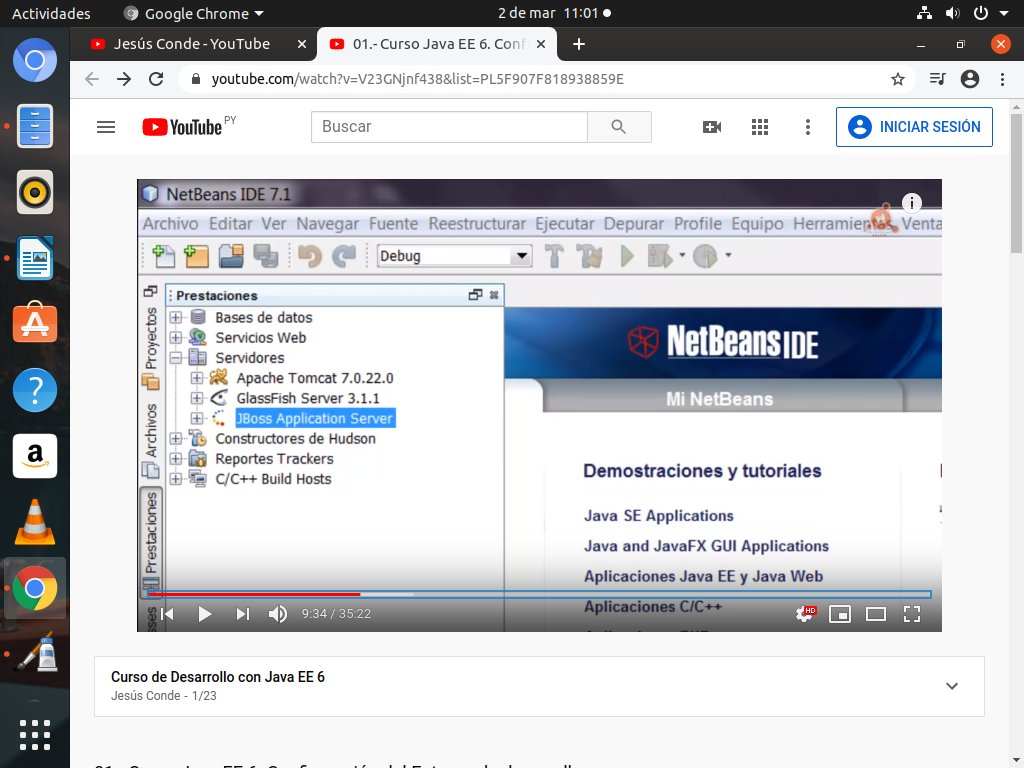 Actividades
Google Chrome
2 de mar 11:01
Jesús Conde - YouTube
01.- Curso Java EE 6. Conf
youtube.com/watch?v=V23GNjnf438&list=PL5F907F818938859E
YouTube PY
Buscar
INICIAR SESIÓN
NetBeans IDE 7.1
Archivo Editar Ver Navegar Fuente Reestructurar Ejecutar Depurar Profile Equipo Herramientas Venta
Debug
Prestaciones
Proyectos
Archivos
Prestaciones
Bases de datos
Servicios Web
Servidores
Apache Tomcat 7.0.22.0
GlassFish Server 3.1.1
JBoss Application Server
Constructores de Hudson
Reportes Trackers
C/C++ Build Hosts
NetBeans IDE
Mi NetBeans
Demostraciones y tutoriales
Java SE Applications
Java and JavaFX GUI Applications
Aplicaciones Java EE y Java Web
Aplicaciones C/C++
9:34 / 35:22
HD
Curso de Desarrollo con Java EE 6
Jesús Conde - 1/23